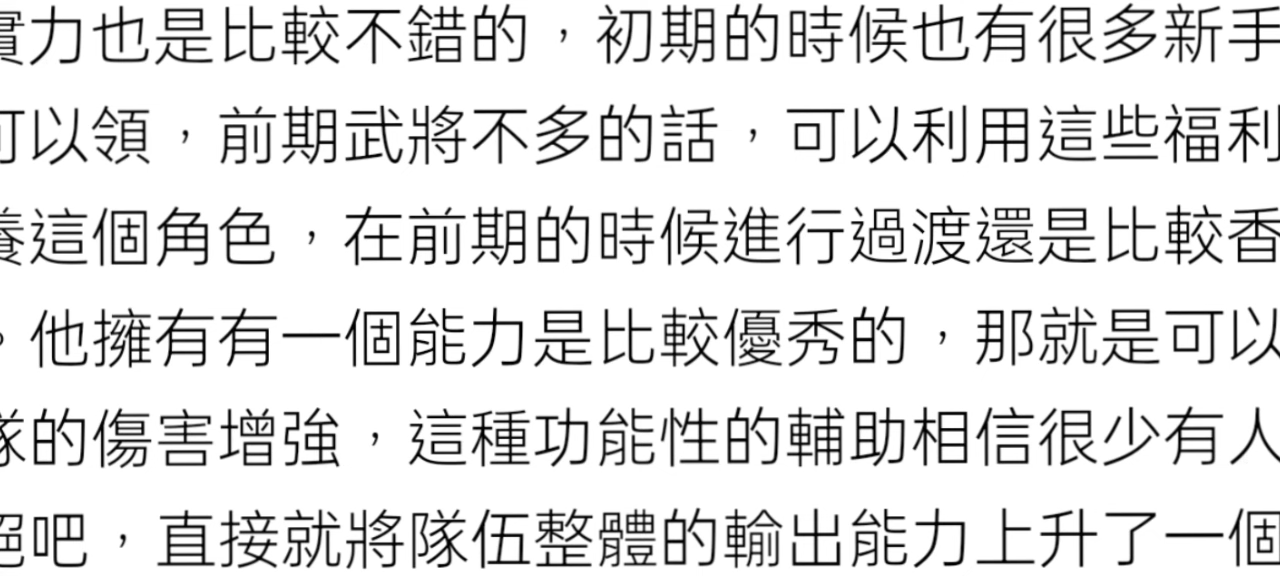 實力也是比較不錯的，初期的時候也有很多新手
可以領，前期武將不多的話，可以利用這些福利
養這個角色，在前期的時候進行過渡還是比較香
。他擁有有一個能力是比較優秀的，那就是可以
隊的傷害增強，這種功能性的輔助相信很少有人
絕吧，直接就將隊伍整體的輸出能力上升了一個